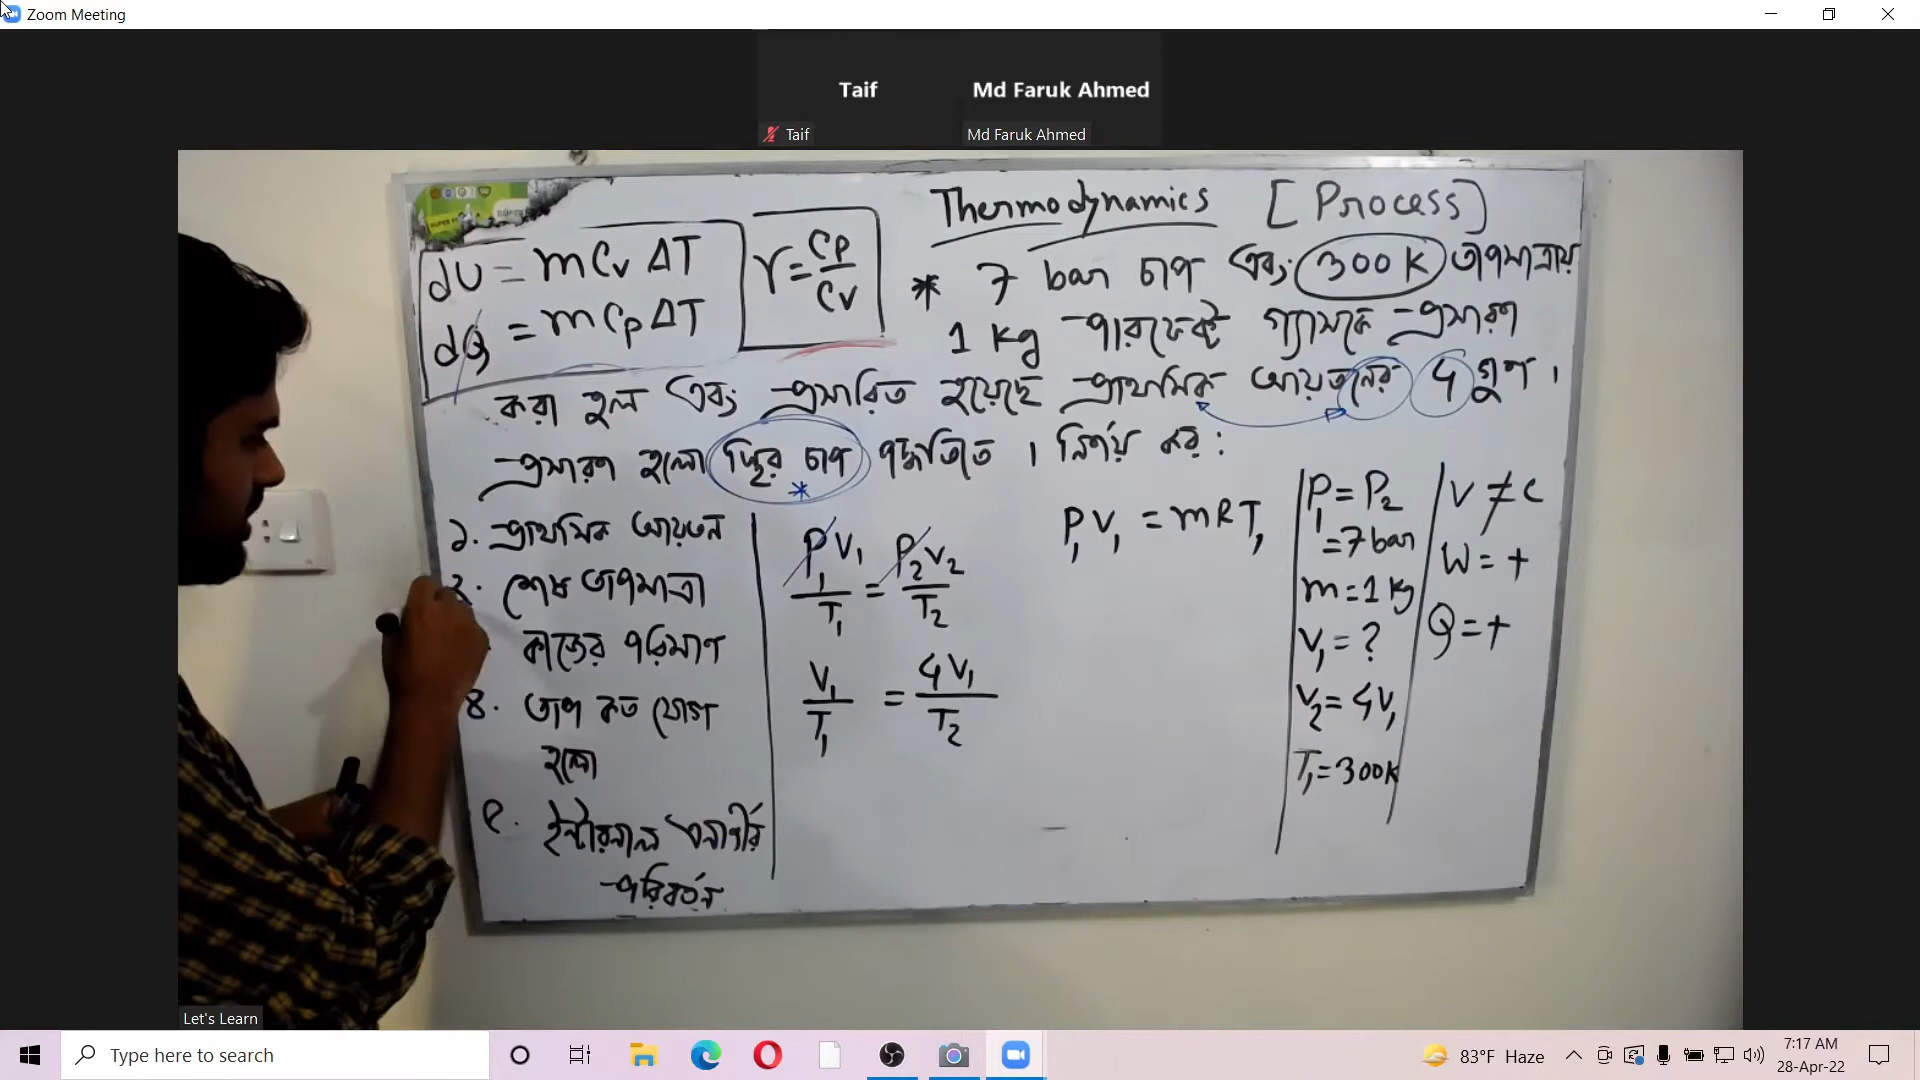 Zoom Meeting
Taif
Md Faruk Ahmed
Taif
Md Faruk Ahmed
Thermodynamics [Process]
dU = mCv ΔT
dQ = mCp ΔT
γ = Cp/Cv
* 7 bar চাপ এবং 300 K তাপমাত্রায়
1 kg পারফেক্ট গ্যাসকে প্রসারণ
করা হল এবং প্রসারিত হয়েছে প্রাথমিক আয়তনের 4 গুণ।
প্রসারণ হলো স্থির চাপ পদ্ধতিতে। নির্ণয় কর:
*
১. প্রাথমিক আয়তন
২. শেষ তাপমাত্রা
কাজের পরিমাণ
৪. তাপ কত যোগ
হলো
৫. ইন্টারনাল এনার্জির
পরিবর্তন
P₁V₁/T₁ = P₂V₂/T₂
V₁/T₁ = 4V₁/T₂
P₁V₁ = mRT₁
P₁ = P₂
= 7 bar
m = 1 kg
V₁ = ?
V₂ = 4V₁
T₁ = 300K
V ≠ C
W = +
Q = +
Let's Learn
Type here to search
83°F Haze
7:17 AM
28-Apr-22